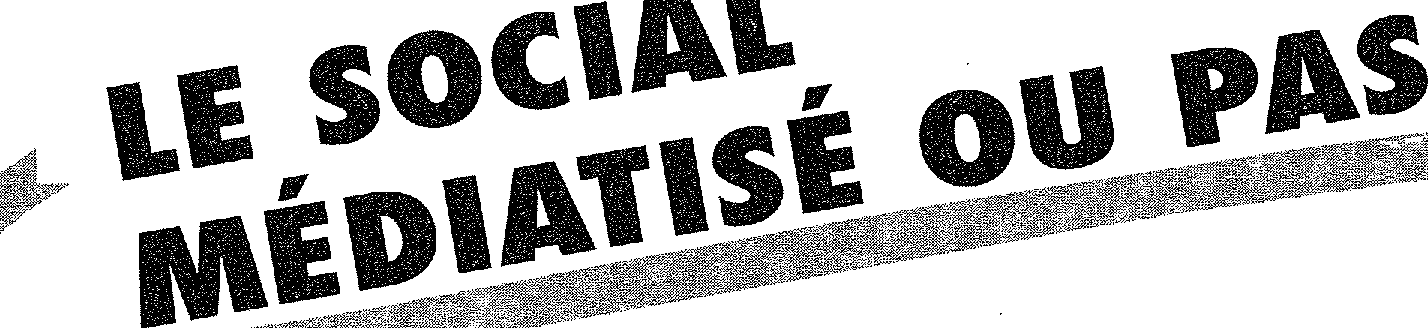 LE SOCIAL
MÉDIATISÉ OU PAS